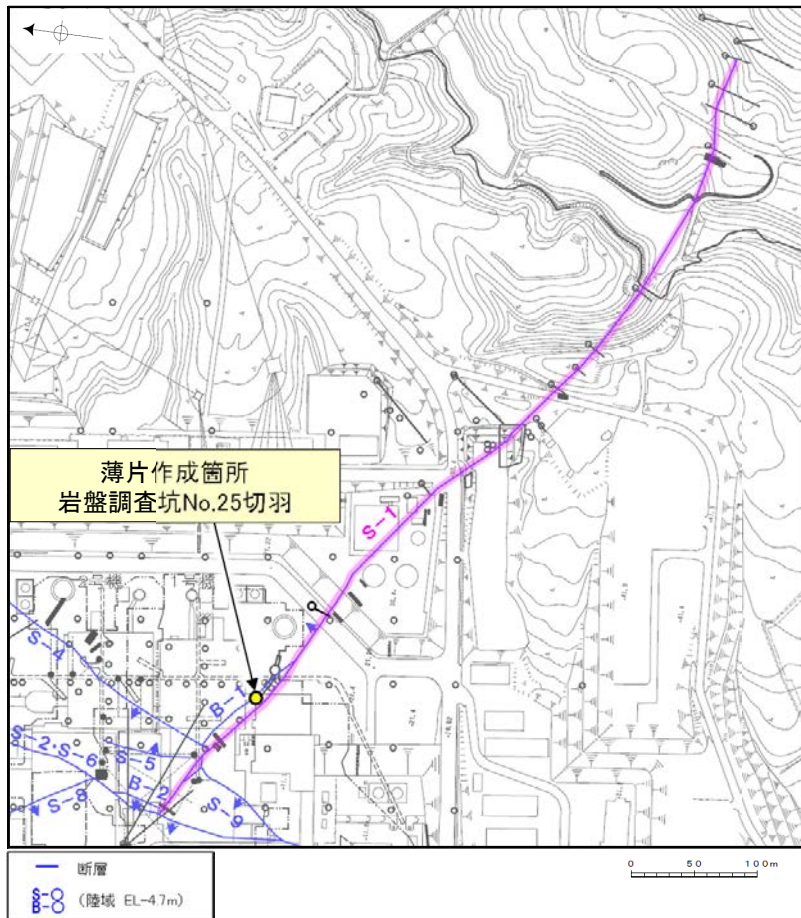 薄片作成箇所
岩盤調査坑No.25切羽
S-1
2号機
1号機
S-4
B-1
S-2・S-6
S-5
B-2
S-8
S-9
断層
S-○
B-○
(陸域 EL-4.7m)
0 50 100m